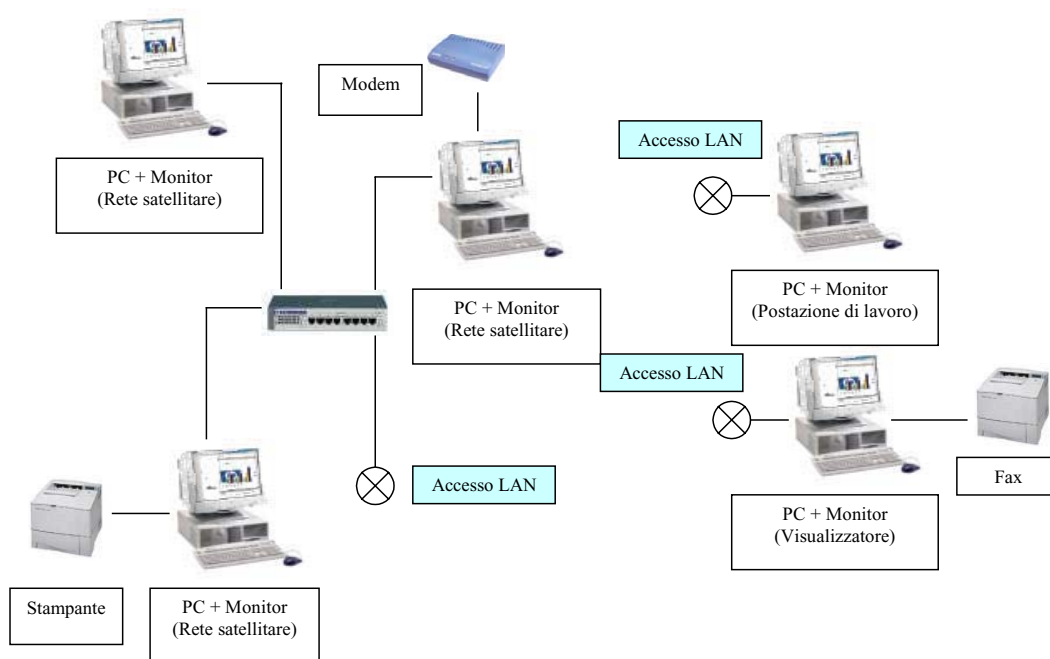 Modem
Accesso LAN
PC + Monitor
(Rete satellitare)
PC + Monitor
(Rete satellitare)
PC + Monitor
(Postazione di lavoro)
Accesso LAN
Accesso LAN
Fax
PC + Monitor
(Visualizzatore)
Stampante
PC + Monitor
(Rete satellitare)